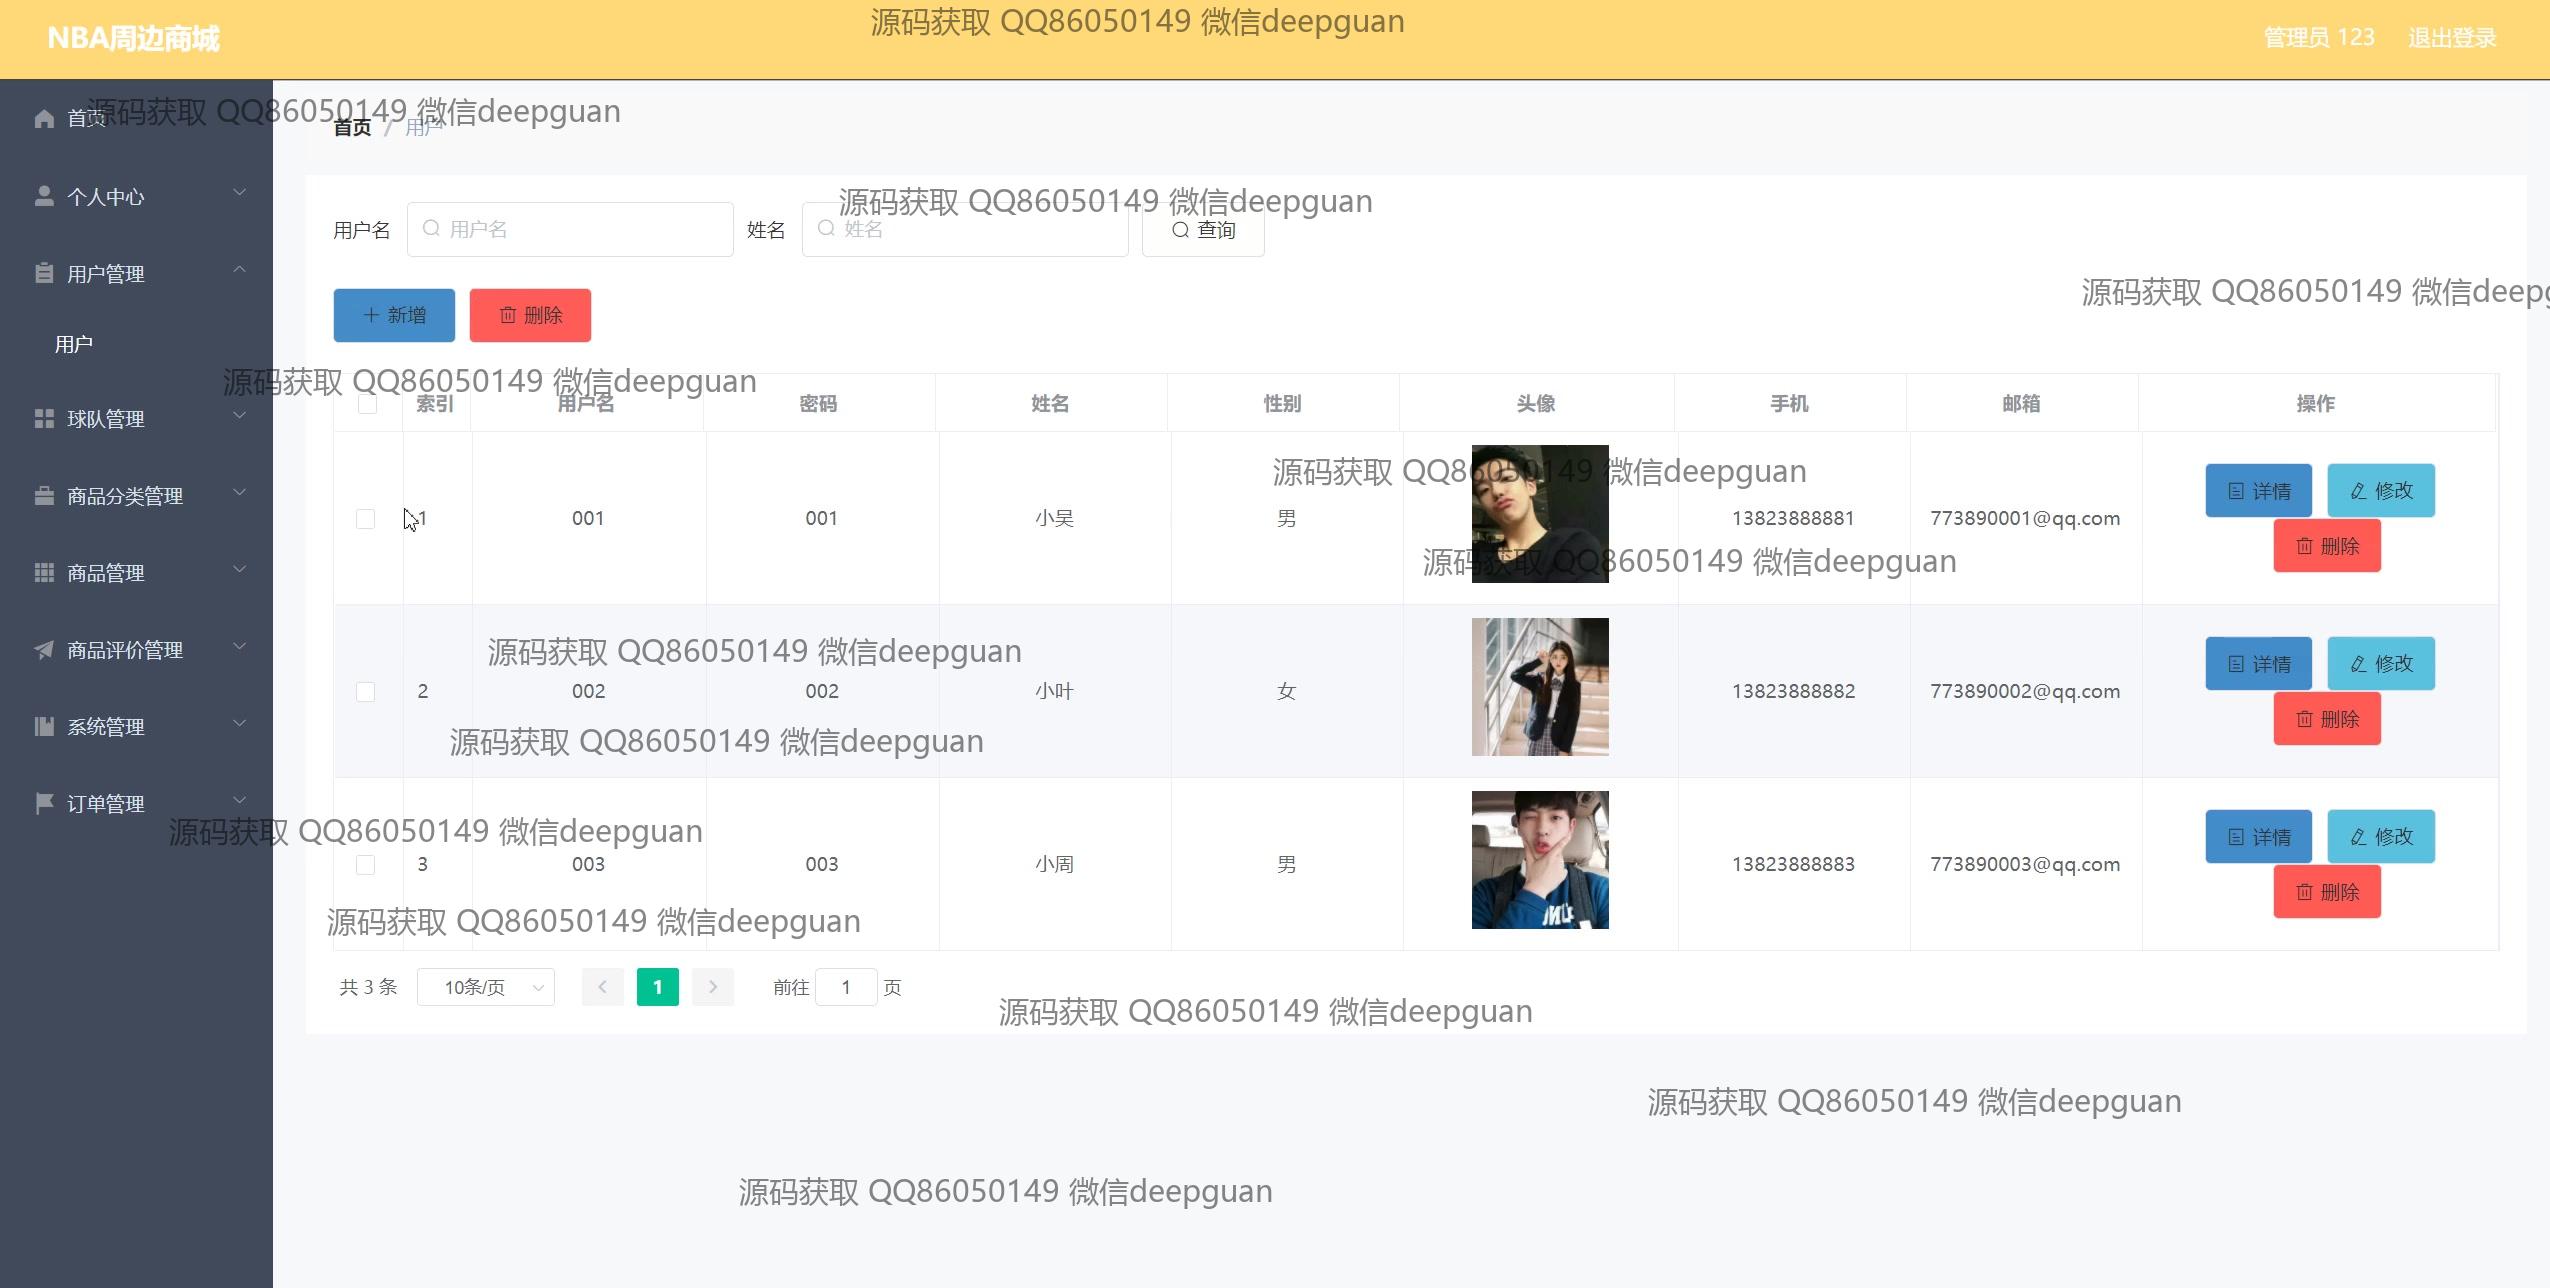 源码获取 QQ86050149 微信deepguan
NBA周边商城
管理员 123
退出登录
首页
源码获取 QQ86050149 微信deepguan
首页 / 用户
个人中心
用户管理
用户
球队管理
商品分类管理
商品管理
商品评价管理
系统管理
订单管理
源码获取 QQ86050149 微信deepguan
用户名 用户名 姓名 姓名 查询
源码获取 QQ86050149 微信deepg
新增 删除
源码获取 QQ86050149 微信deepguan
索引 用户名 密码 姓名 性别 头像 手机 邮箱 操作
源码获取 QQ86050149 微信deepguan
1 001 001 小吴 男 13823888881 773890001@qq.com 详情 修改 删除
源码获取 QQ86050149 微信deepguan
源码获取 QQ86050149 微信deepguan
2 002 002 小叶 女 13823888882 773890002@qq.com 详情 修改 删除
源码获取 QQ86050149 微信deepguan
源码获取 QQ86050149 微信deepguan
3 003 003 小周 男 13823888883 773890003@qq.com 详情 修改 删除
源码获取 QQ86050149 微信deepguan
共 3 条 10条/页 1 前往 1 页
源码获取 QQ86050149 微信deepguan
源码获取 QQ86050149 微信deepguan
源码获取 QQ86050149 微信deepguan